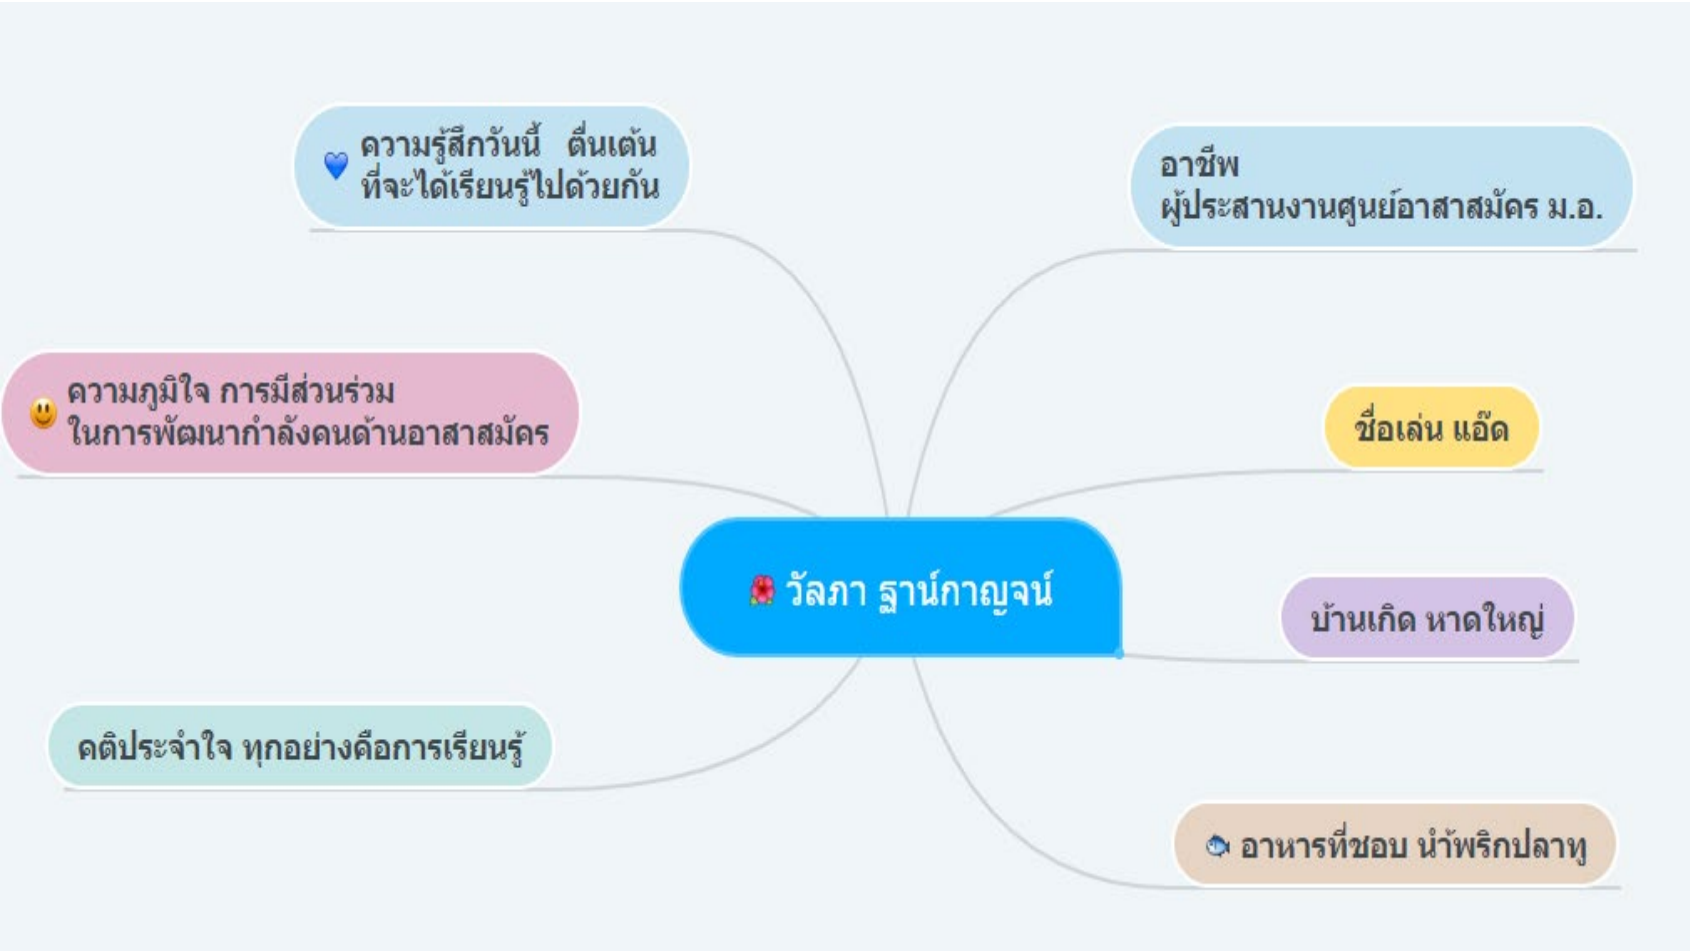 ความรู้สึกวันนี้ ตื่นเต้น
ที่จะได้เรียนรู้ไปด้วยกัน
อาชีพ
ผู้ประสานงานศูนย์อาสาสมัคร ม.อ.
ความภูมิใจ การมีส่วนร่วม
ในการพัฒนากำลังคนด้านอาสาสมัคร
ชื่อเล่น แอ๊ด
วัลภา ฐาน์กาญจน์
บ้านเกิด หาดใหญ่
คติประจำใจ ทุกอย่างคือการเรียนรู้
อาหารที่ชอบ นำ้พริกปลาทู